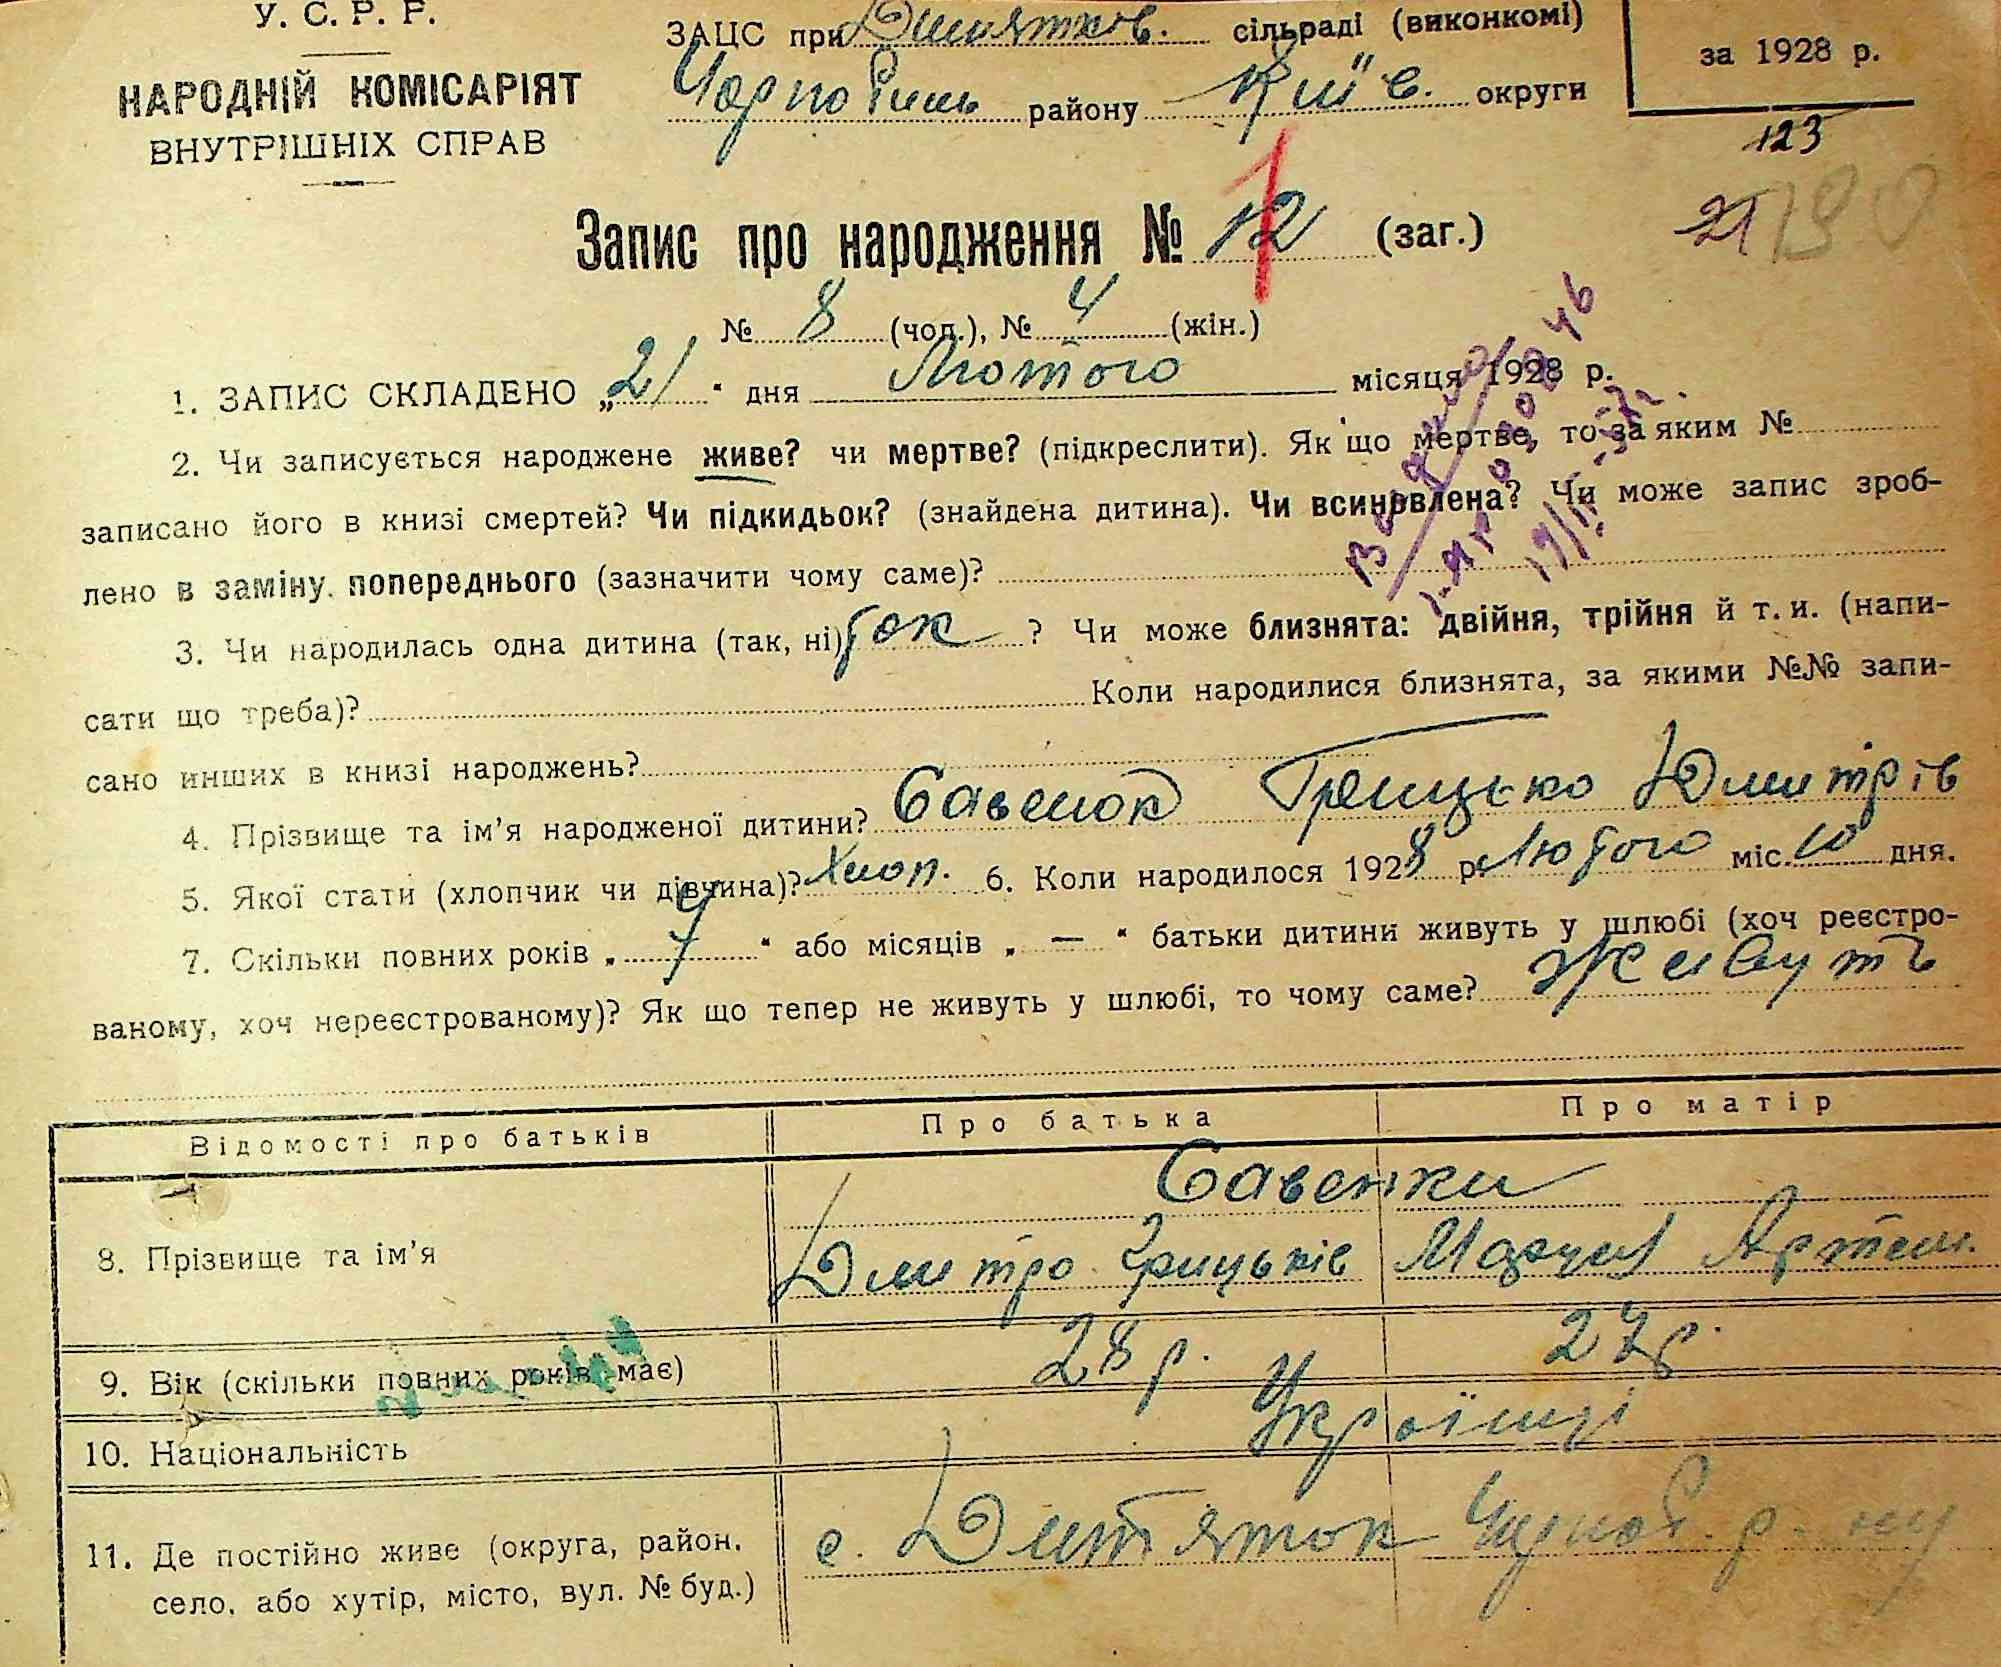 У. С. Р. Р.
НАРОДНІЙ КОМІСАРІЯТ
ВНУТРІШНІХ СПРАВ
ЗАЦС при Дитятков. сільраді (виконкомі)
Чорнобиль району Київ. округи
за 1928 р.
123
21
Запис про народження № 12 (заг.)
№ 8 (чол.), № 4 (жін.)
1. ЗАПИС СКЛАДЕНО „21“ дня Лютого місяця 1928 р.
2. Чи записується народжене живе? чи мертве? (підкреслити). Як що мертве, то за яким №
записано його в книзі смертей? Чи підкидьок? (знайдена дитина). Чи всиновлена? Чи може запис зроб-
лено в заміну попереднього (зазначити чому саме)?
3. Чи народилась одна дитина (так, ні) так ? Чи може близнята: двійня, трійня й т. и. (напи-
сати що треба)? Коли народилися близнята, за якими №№ запи-
сано инших в книзі народжень?
4. Прізвище та ім'я народженої дитини? Савенок Грицько Дмитрів
5. Якої стати (хлопчик чи дівчина)? Хлоп. 6. Коли народилося 1928 р. Лютого міс. 10 дня.
7. Скільки повних років „ 7 “ або місяців „ — “ батьки дитини живуть у шлюбі (хоч реєстро-
ваному, хоч нереєстрованому)? Як що тепер не живуть у шлюбі, то чому саме? Живуть
Відомості про батьків Про батька Про матір
Савенки
8. Прізвище та ім'я Дмитро Грицьків Артем.
9. Вік (скільки повних років має) 28 р. 27 р.
10. Національність Українці
11. Де постійно живе (округа, район, село, або хутір, місто, вул. № буд.) с. Дитяток Чорноб. р-ну